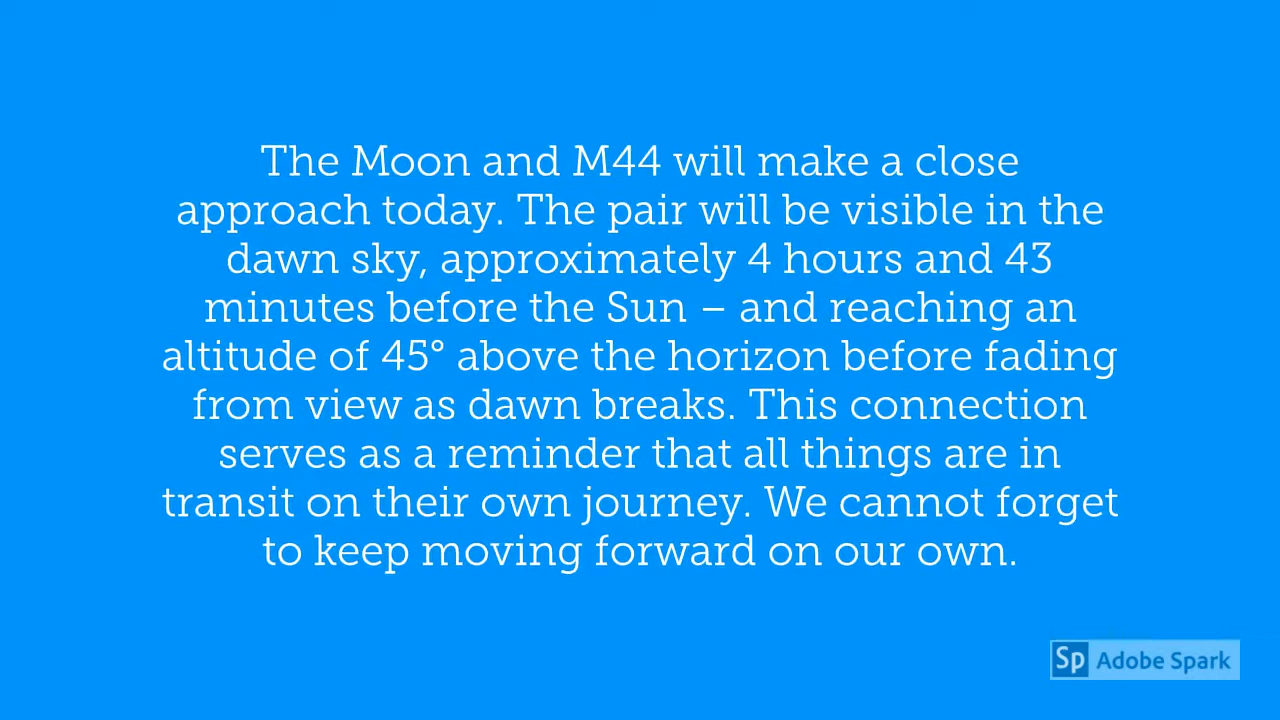 The Moon and M44 will make a close
approach today. The pair will be visible in the
dawn sky, approximately 4 hours and 43
minutes before the Sun – and reaching an
altitude of 45° above the horizon before fading
from view as dawn breaks. This connection
serves as a reminder that all things are in
transit on their own journey. We cannot forget
to keep moving forward on our own.
Sp Adobe Spark